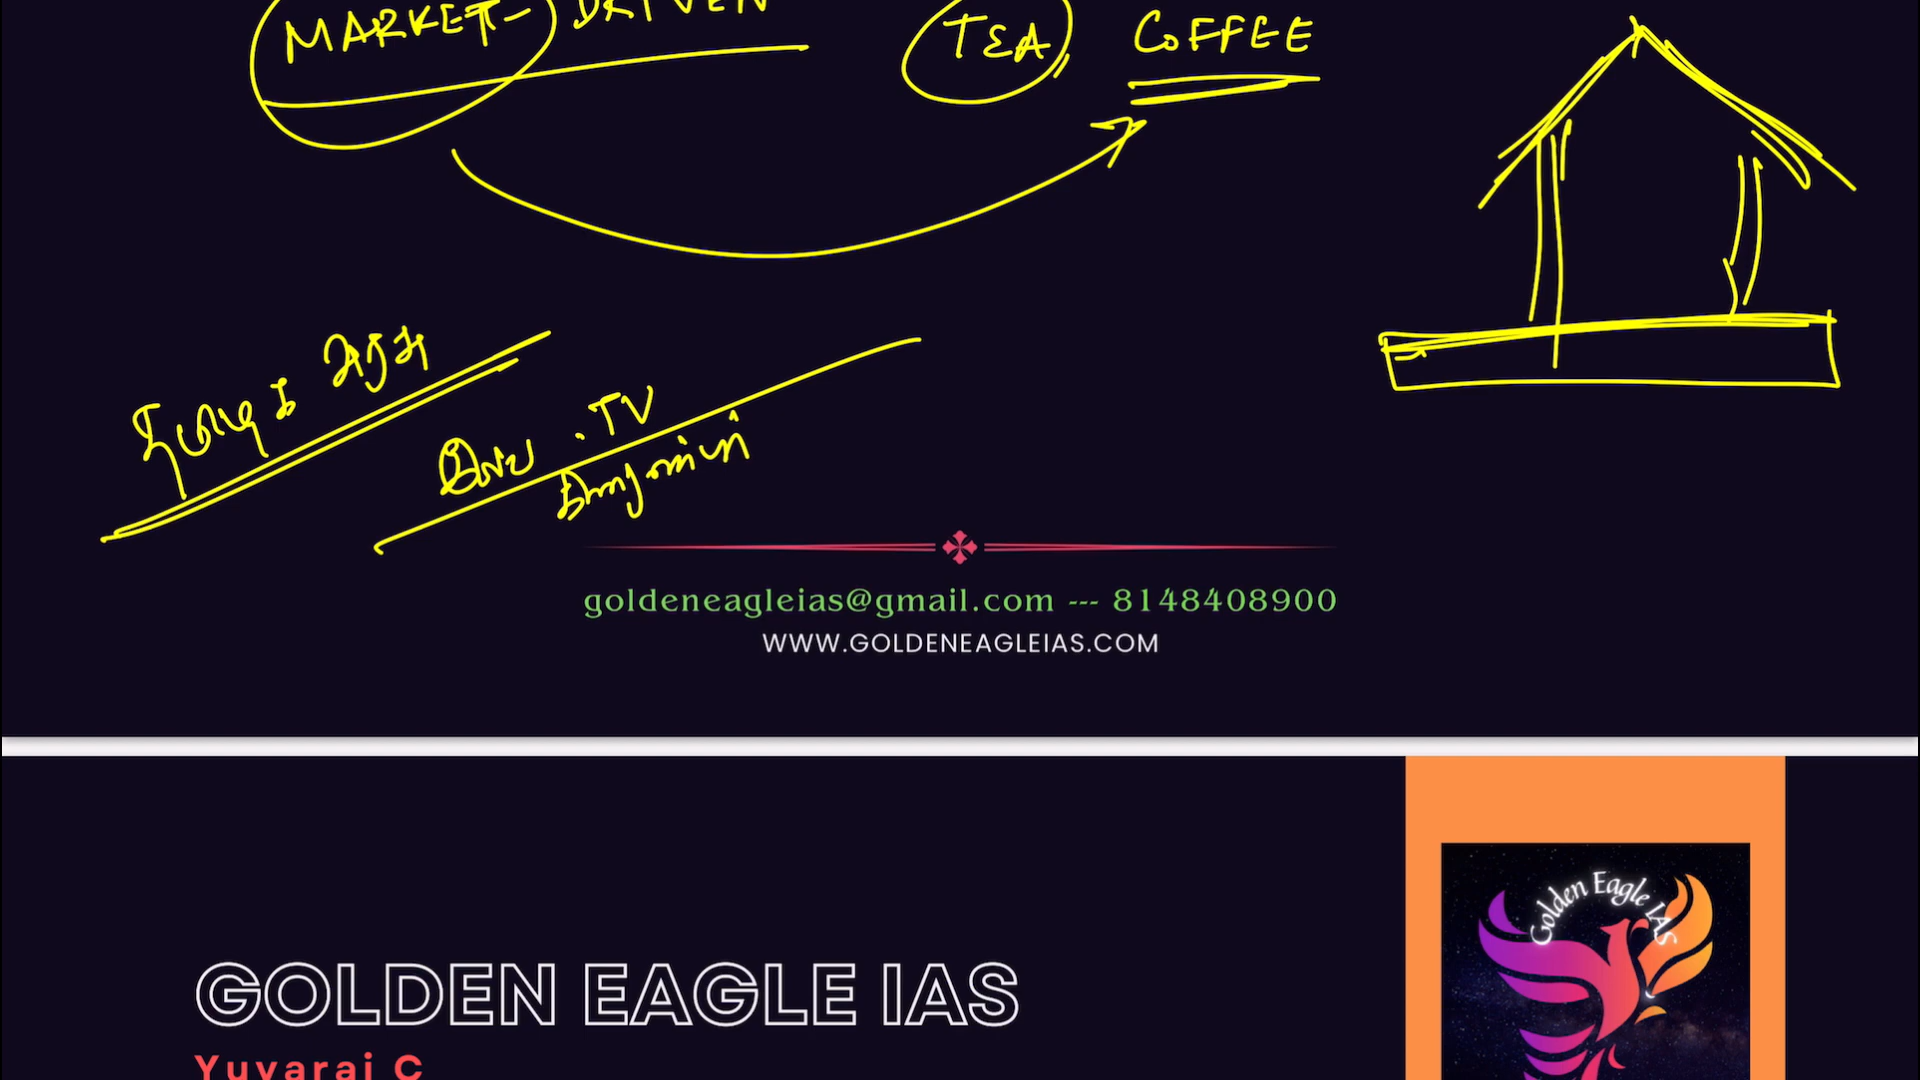 MARKET- DRIVEN TEA, COFFEE
இலவச TV
goldeneagleias@gmail.com --- 8148408900
WWW.GOLDENEAGLEIAS.COM
Golden Eagle IAS
GOLDEN EAGLE IAS
Yuvaraj C